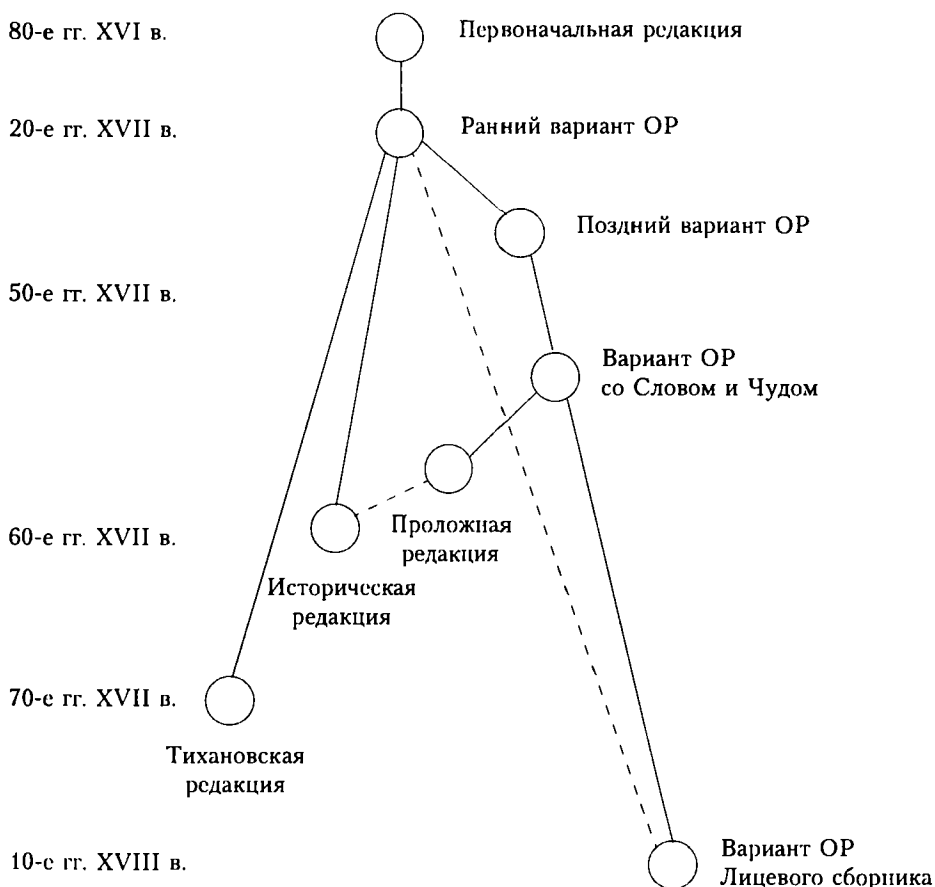 80-е гг. XVI в.
Первоначальная редакция
20-е гг. XVII в.
Ранний вариант ОР
Поздний вариант ОР
50-е гг. XVII в.
Вариант ОР
со Словом и Чудом
Проложная
редакция
60-е гг. XVII в.
Историческая
редакция
70-е гг. XVII в.
Тихановская
редакция
10-е гг. XVIII в.
Вариант ОР
Лицевого сборника